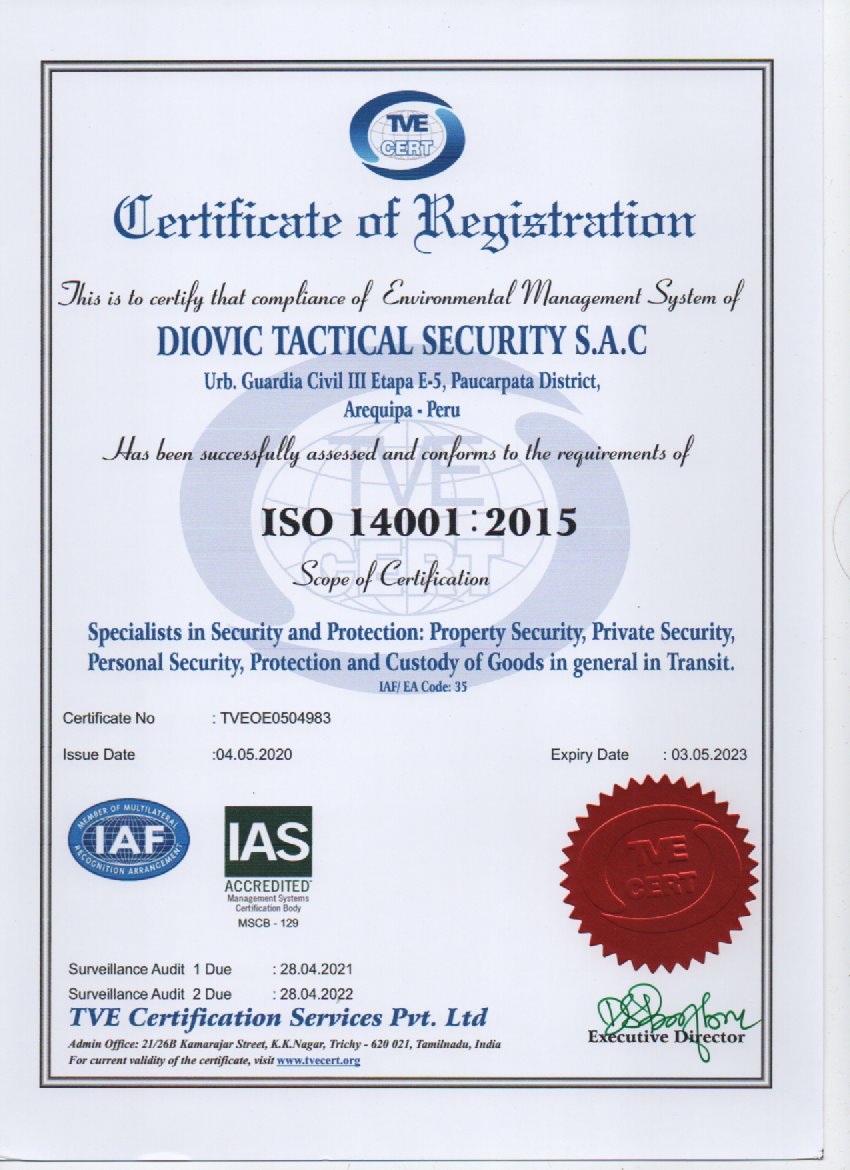 TVE
CERT
Certificate of Registration
This is to certify that compliance of Environmental Management System of
DIOVIC TACTICAL SECURITY S.A.C
Urb. Guardia Civil III Etapa E-5, Paucarpata District,
Arequipa - Peru
Has been successfully assessed and conforms to the requirements of
TVE
CERT
ISO 14001:2015
Scope of Certification
Specialists in Security and Protection: Property Security, Private Security,
Personal Security, Protection and Custody of Goods in general in Transit.
IAF/ EA Code: 35
Certificate No : TVEOE0504983
Issue Date :04.05.2020 Expiry Date : 03.05.2023
MEMBER OF MULTILATERAL
IAF
RECOGNITION ARRANGEMENT
IAS
ACCREDITED
Management Systems
Certification Body
MSCB - 129
TVE
CERT
Surveillance Audit 1 Due : 28.04.2021
Surveillance Audit 2 Due : 28.04.2022
TVE Certification Services Pvt. Ltd
Executive Director
Admin Office: 21/26B Kamarajar Street, K.K.Nagar, Trichy - 620 021, Tamilnadu, India
For current validity of the certificate, visit www.tvecert.org